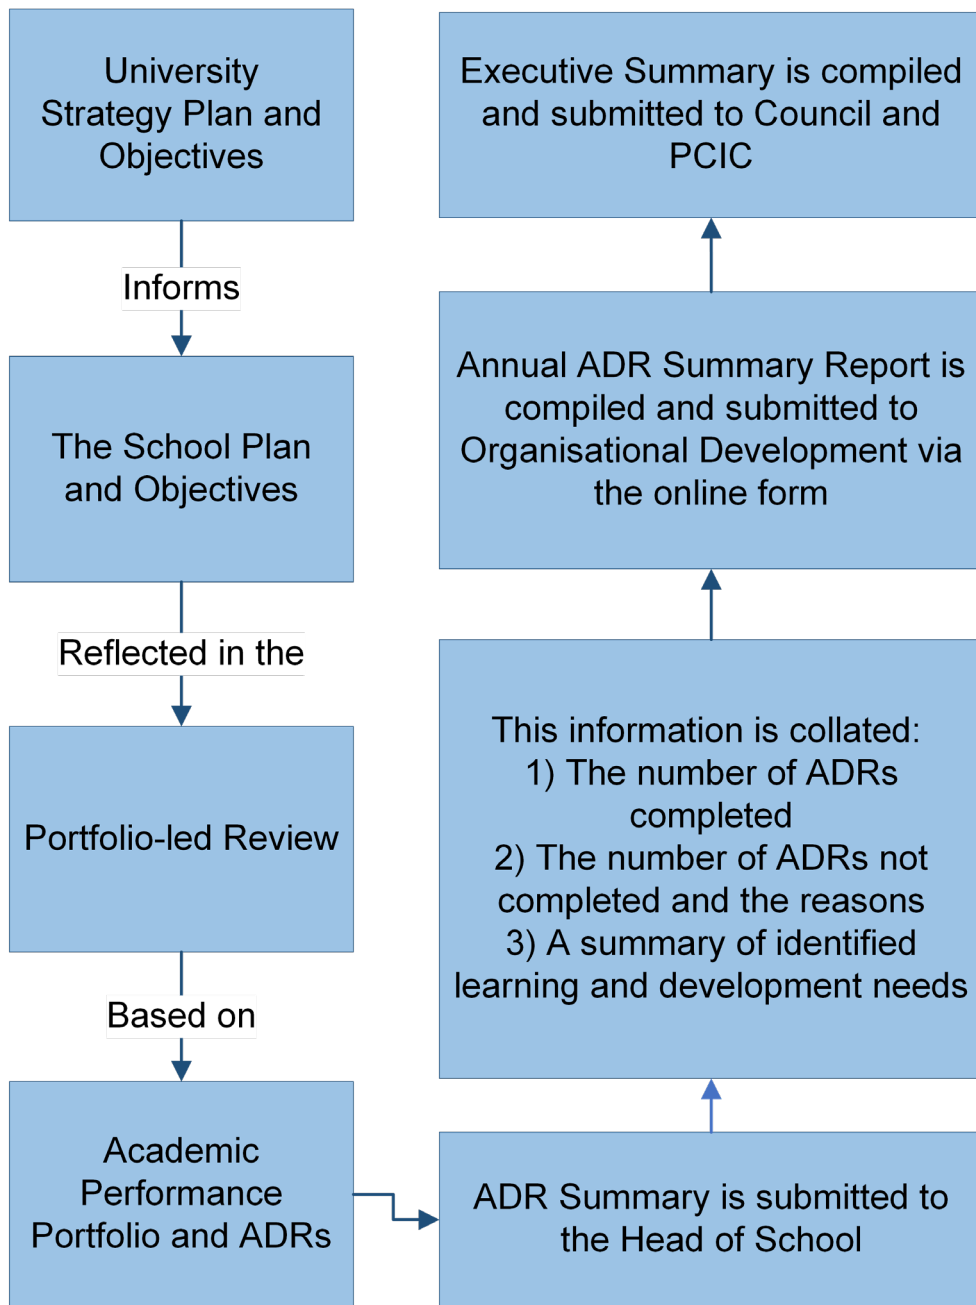 University
Strategy Plan and
Objectives
Informs
The School Plan
and Objectives
Reflected in the
Portfolio-led Review
Based on
Academic
Performance
Portfolio and ADRs
ADR Summary is submitted to
the Head of School
This information is collated:
1) The number of ADRs
completed
2) The number of ADRs not
completed and the reasons
3) A summary of identified
learning and development needs
Annual ADR Summary Report is
compiled and submitted to
Organisational Development via
the online form
Executive Summary is compiled
and submitted to Council and
PCIC